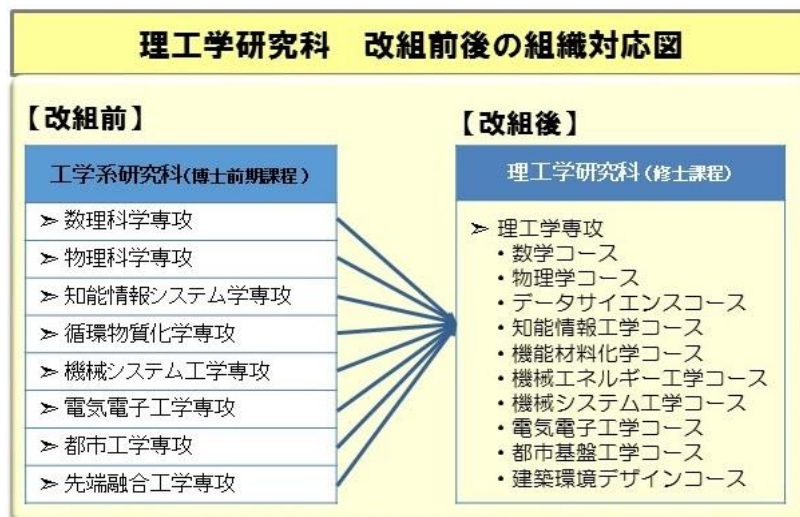 理工学研究科　改組前後の組織対応図
【改組前】
工学系研究科(博士前期課程)
➢ 数理科学専攻
➢ 物理科学専攻
➢ 知能情報システム学専攻
➢ 循環物質化学専攻
➢ 機械システム工学専攻
➢ 電気電子工学専攻
➢ 都市工学専攻
➢ 先端融合工学専攻
【改組後】
理工学研究科(修士課程)
➢ 理工学専攻
・数学コース
・物理学コース
・データサイエンスコース
・知能情報工学コース
・機能材料化学コース
・機械エネルギー工学コース
・機械システム工学コース
・電気電子工学コース
・都市基盤工学コース
・建築環境デザインコース